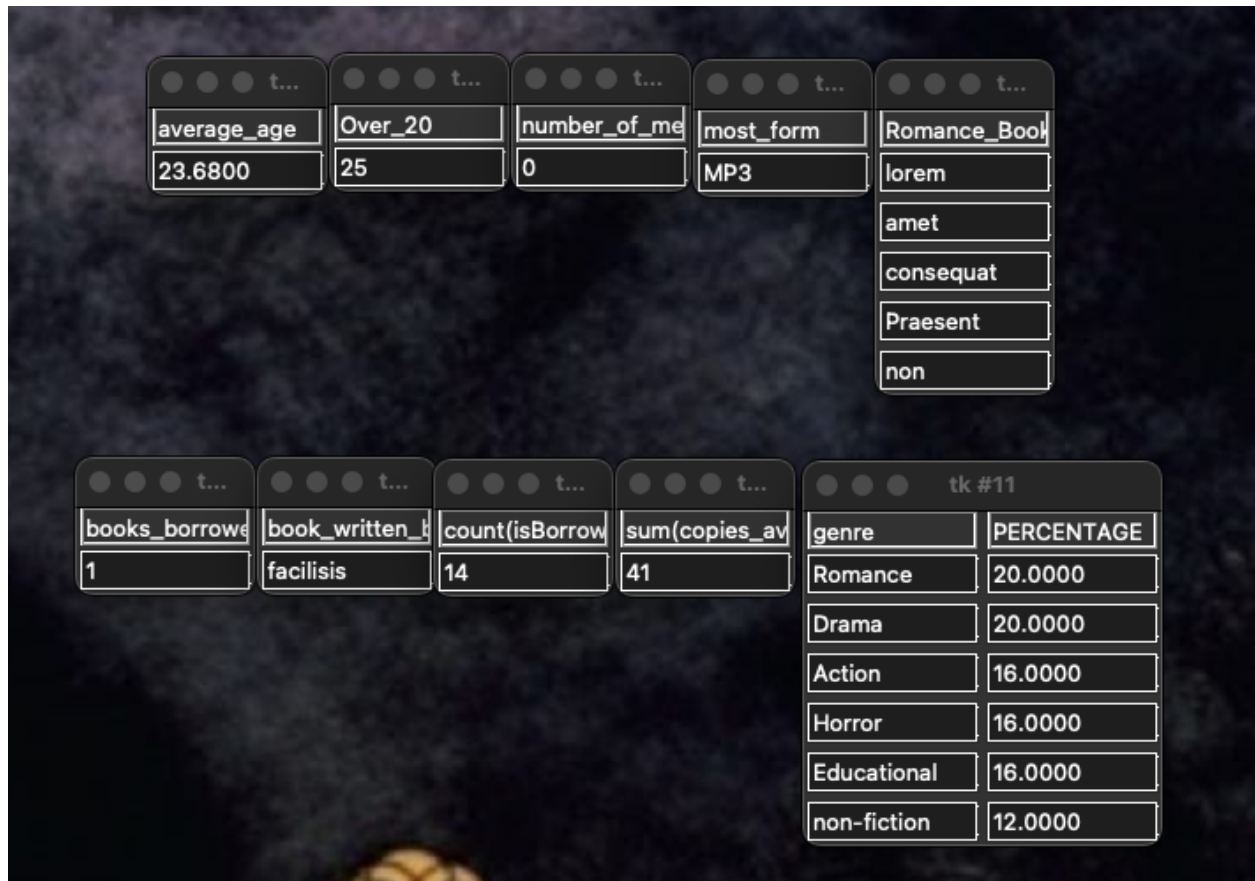 t... t... t... t... t...
average_age Over_20 number_of_me most_form Romance_Book
23.6800 25 0 MP3 lorem
amet
consequat
Praesent
non
t... t... t... t... tk #11
books_borrowe book_written_b count(isBorrow sum(copies_av genre PERCENTAGE
1 facilisis 14 41 Romance 20.0000
Drama 20.0000
Action 16.0000
Horror 16.0000
Educational 16.0000
non-fiction 12.0000